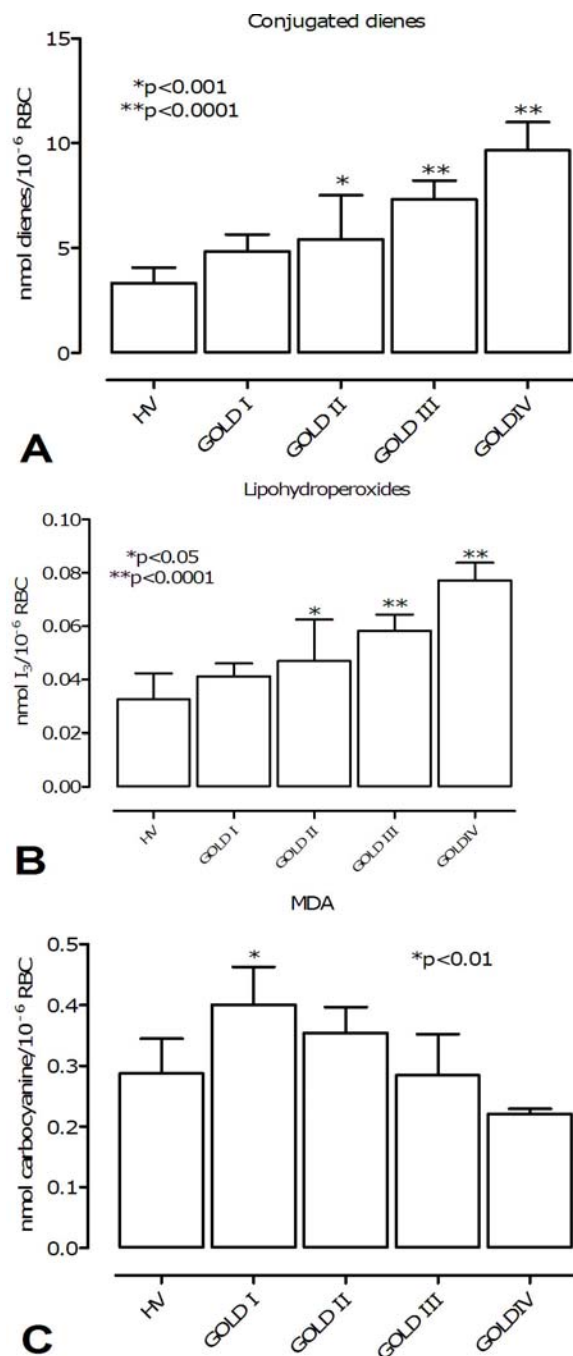 Conjugated dienes
15
*p<0.001
**p<0.0001
**
10
**
*
nmol dienes/10⁻⁶ RBC
5
0
HV
GOLD I
GOLD II
GOLD III
GOLDIV
A
Lipohydroperoxides
0.10
*p<0.05
**p<0.0001
**
0.08
**
*
0.06
nmol I₃/10⁻⁶ RBC
0.04
0.02
0.00
HV
GOLD I
GOLD II
GOLD III
GOLDIV
B
MDA
0.5
*
*p<0.01
0.4
nmol carbocyanine/10⁻⁶ RBC
0.3
0.2
0.1
0.0
HV
GOLD I
GOLD II
GOLD III
GOLDIV
C